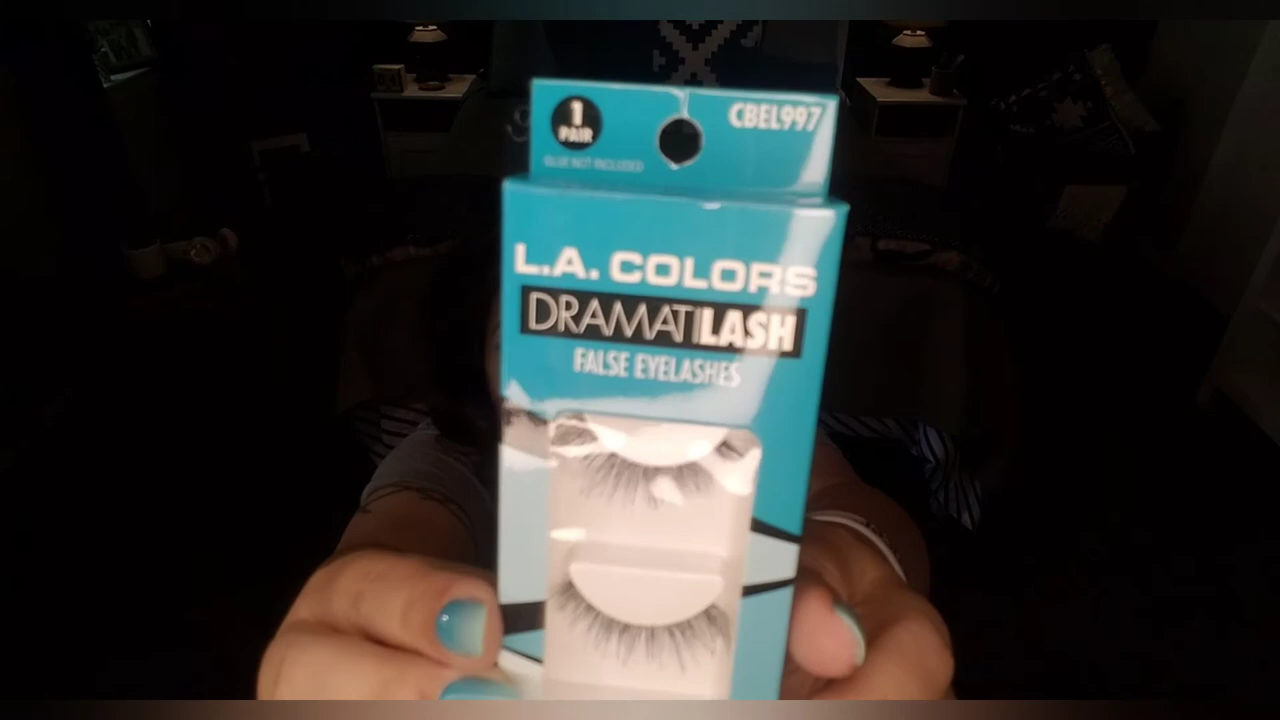 1
PAIR
GLUE NOT INCLUDED
CBEL997
L.A. COLORS
DRAMATILASH
FALSE EYELASHES